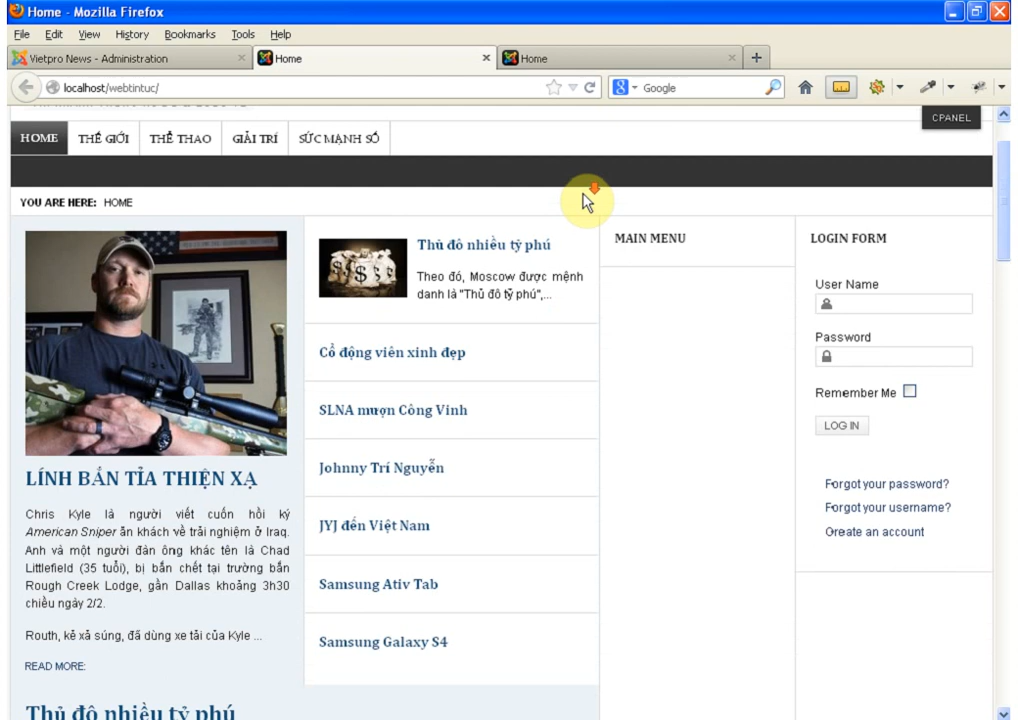 Home - Mozilla Firefox
File Edit View History Bookmarks Tools Help
Vietpro News - Administration × Home × Home × +
localhost/webtintuc/ Google
CPANEL
HOME THẾ GIỚI THỂ THAO GIẢI TRÍ SỨC MẠNH SỐ
YOU ARE HERE: HOME
LÍNH BẮN TỈA THIỆN XẠ
Chris Kyle là người viết cuốn hồi ký
American Sniper ăn khách về trải nghiệm ở Iraq.
Anh và một người đàn ông khác tên là Chad
Littlefield (35 tuổi), bị bắn chết tại trường bắn
Rough Creek Lodge, gần Dallas khoảng 3h30
chiều ngày 2/2.
Routh, kẻ xả súng, đã dùng xe tải của Kyle ...
READ MORE:
Thủ đô nhiều tỷ phú
Thủ đô nhiều tỷ phú
Theo đó, Moscow được mệnh
danh là "Thủ đô tỷ phú",...
Cổ động viên xinh đẹp
SLNA mượn Công Vinh
Johnny Trí Nguyễn
JYJ đến Việt Nam
Samsung Ativ Tab
Samsung Galaxy S4
MAIN MENU
LOGIN FORM
User Name
Password
Remember Me
LOG IN
Forgot your password?
Forgot your username?
Create an account